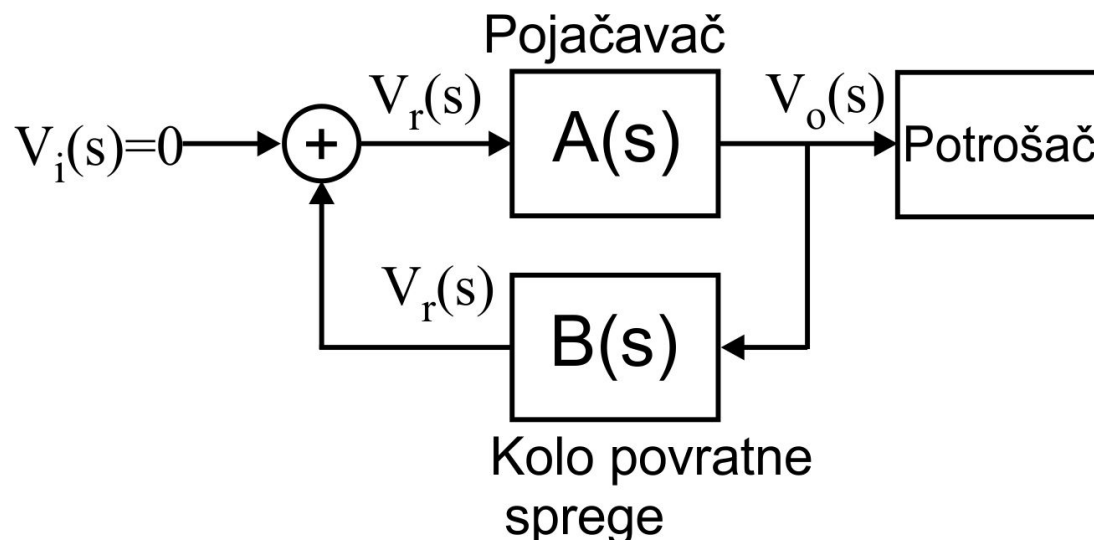 Pojačavač
V_i(s)=0
+
V_r(s)
A(s)
V_o(s)
Potrošač
V_r(s)
B(s)
Kolo povratne
sprege